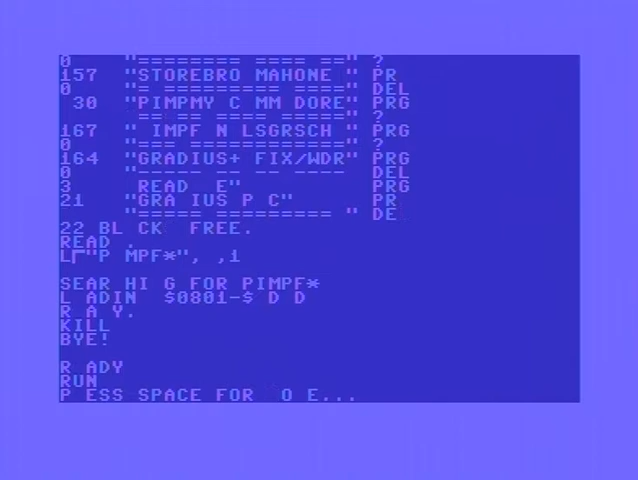 0     "======== ==== ==" ?
157   "STOREBRO MAHONE " PR
0     "= ========= ====" DEL
30   "PIMPMY C MM DORE" PRG
== == ==== =====" ?
167   " IMPF N LSGRSCH " PRG
0     "=== ============" ?
164   "GRADIUS+ FIX/WDR" PRG
0     "----- -- -- ----  DEL
3      READ  E"         PRG
21    "GRA IUS P C"     PR
"===== ========= " DE
22 BL CK  FREE.
READ .
L┌"P MPF*", ,1
SEAR HI G FOR PIMPF*
L ADIN  $0801-$ D D
R A Y.
KILL
BYE!
R ADY
RUN
P ESS SPACE FOR  O E...